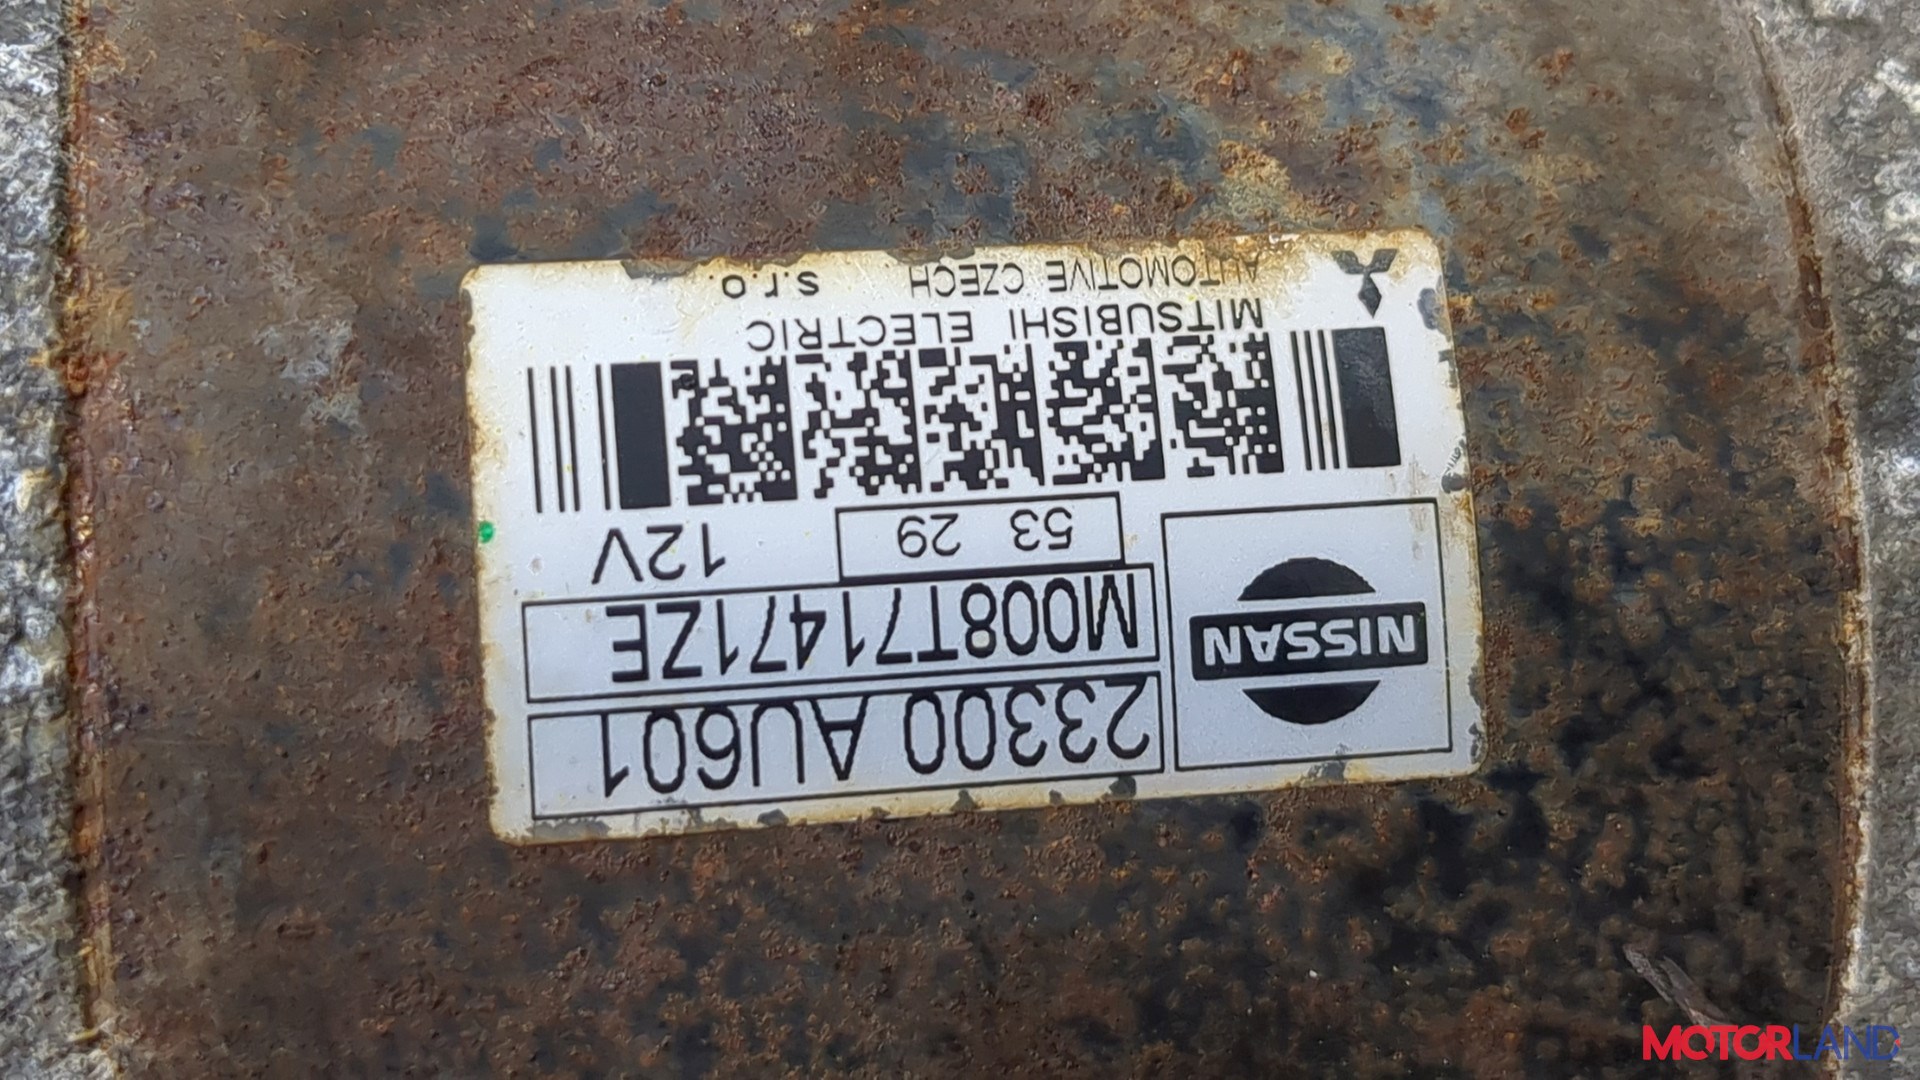 NISSAN
23300 AU601
M008T71471ZE
53 29
12V
MITSUBISHI ELECTRIC
AUTOMOTIVE CZECH s.r.o.
MOTORLAND